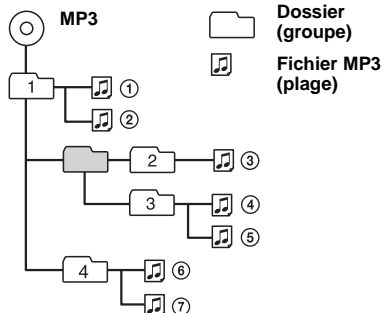 MP3
Dossier
(groupe)
Fichier MP3
(plage)
1
①
②
2
③
3
④
⑤
4
⑥
⑦